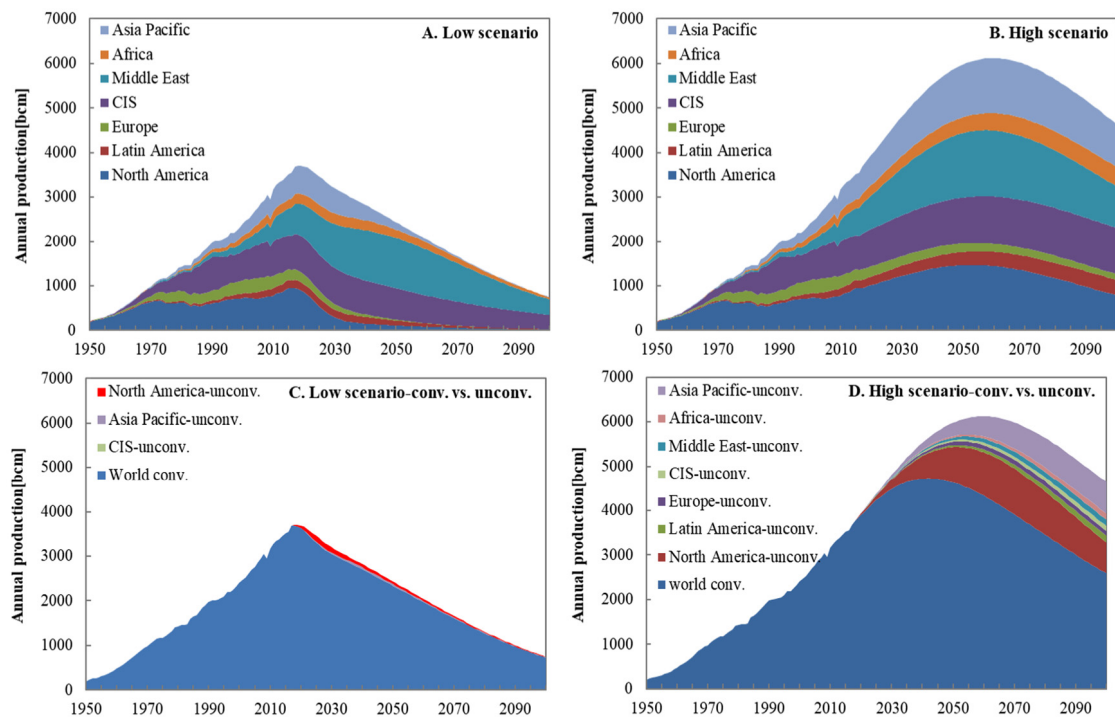 A. Low scenario
Annual production[bcm]
7000
6000
5000
4000
3000
2000
1000
0
Asia Pacific
Africa
Middle East
CIS
Europe
Latin America
North America
1950 1970 1990 2010 2030 2050 2070 2090
B. High scenario
Annual production[bcm]
7000
6000
5000
4000
3000
2000
1000
0
Asia Pacific
Africa
Middle East
CIS
Europe
Latin America
North America
1950 1970 1990 2010 2030 2050 2070 2090
C. Low scenario-conv. vs. unconv.
Annual production[bcm]
7000
6000
5000
4000
3000
2000
1000
0
North America-unconv.
Asia Pacific-unconv.
CIS-unconv.
World conv.
1950 1970 1990 2010 2030 2050 2070 2090
D. High scenario-conv. vs. unconv.
Annual production[bcm]
7000
6000
5000
4000
3000
2000
1000
0
Asia Pacific-unconv.
Africa-unconv.
Middle East-unconv.
CIS-unconv.
Europe-unconv.
Latin America-unconv.
North America-unconv.
world conv.
1950 1970 1990 2010 2030 2050 2070 2090